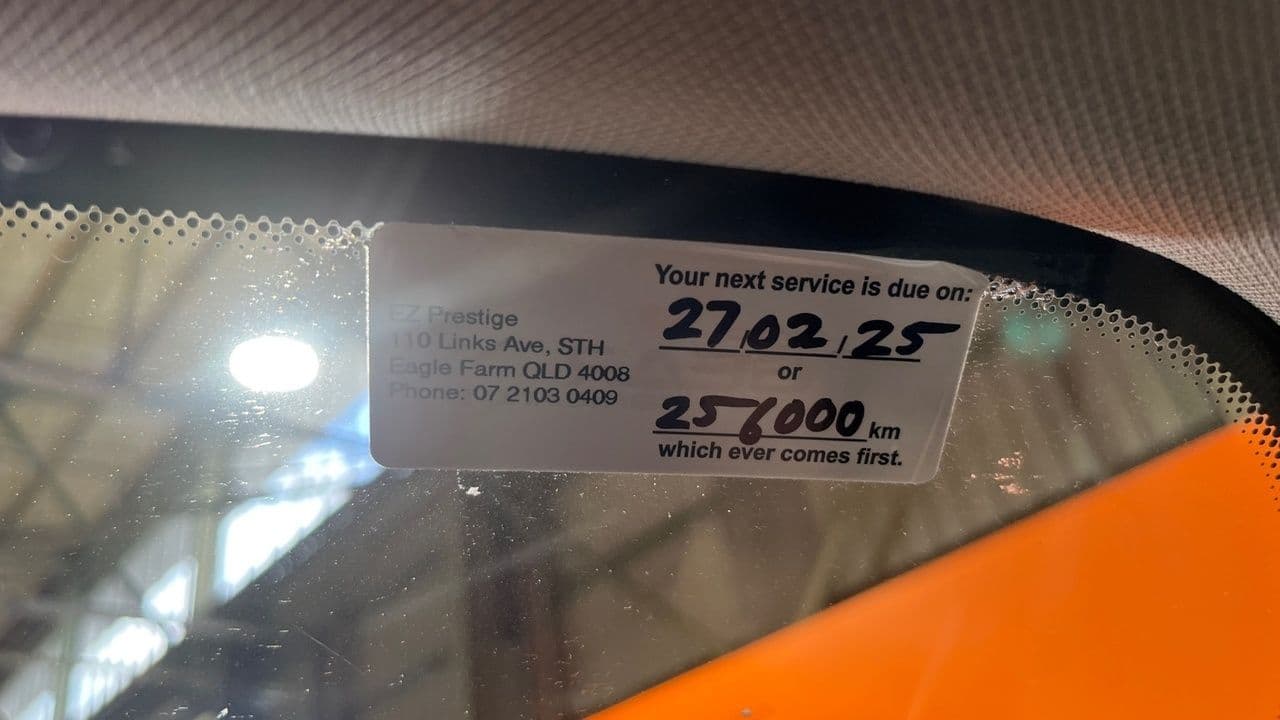 EZ Prestige
110 Links Ave, STH
Eagle Farm QLD 4008
Phone: 07 2103 0409
Your next service is due on:
27/02/25
or
256000 km
which ever comes first.